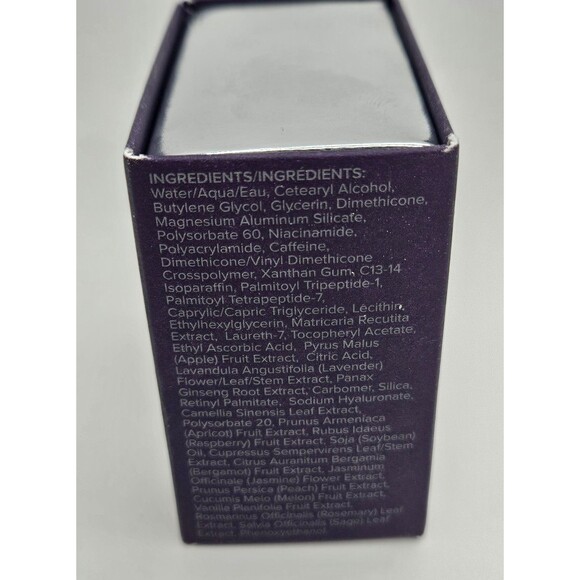 INGREDIENTS/INGRÉDIENTS:
Water/Aqua/Eau, Cetearyl Alcohol,
Butylene Glycol, Glycerin, Dimethicone,
Magnesium Aluminum Silicate,
Polysorbate 60, Niacinamide,
Polyacrylamide, Caffeine,
Dimethicone/Vinyl Dimethicone
Crosspolymer, Xanthan Gum, C13-14
Isoparaffin, Palmitoyl Tripeptide-1,
Palmitoyl Tetrapeptide-7,
Caprylic/Capric Triglyceride, Lecithin,
Ethylhexylglycerin, Matricaria Recutita
Extract, Laureth-7, Tocopheryl Acetate,
Ethyl Ascorbic Acid, Pyrus Malus
(Apple) Fruit Extract, Citric Acid,
Lavandula Angustifolia (Lavender)
Flower/Leaf/Stem Extract, Panax
Ginseng Root Extract, Carbomer, Silica,
Retinyl Palmitate, Sodium Hyaluronate,
Camellia Sinensis Leaf Extract,
Polysorbate 20, Prunus Armeniaca
(Apricot) Fruit Extract, Rubus Idaeus
(Raspberry) Fruit Extract, Soja (Soybean)
Oil, Cupressus Sempervirens Leaf/Stem
Extract, Citrus Aurantium Bergamia
(Bergamot) Fruit Extract, Jasminum
Officinale (Jasmine) Flower Extract,
Prunus Persica (Peach) Fruit Extract,
Cucumis Melo (Melon) Fruit Extract,
Vanilla Planifolia Fruit Extract,
Rosmarinus Officinalis (Rosemary) Leaf
Extract, Salvia Officinalis (Sage) Leaf
Extract, Phenoxyethanol